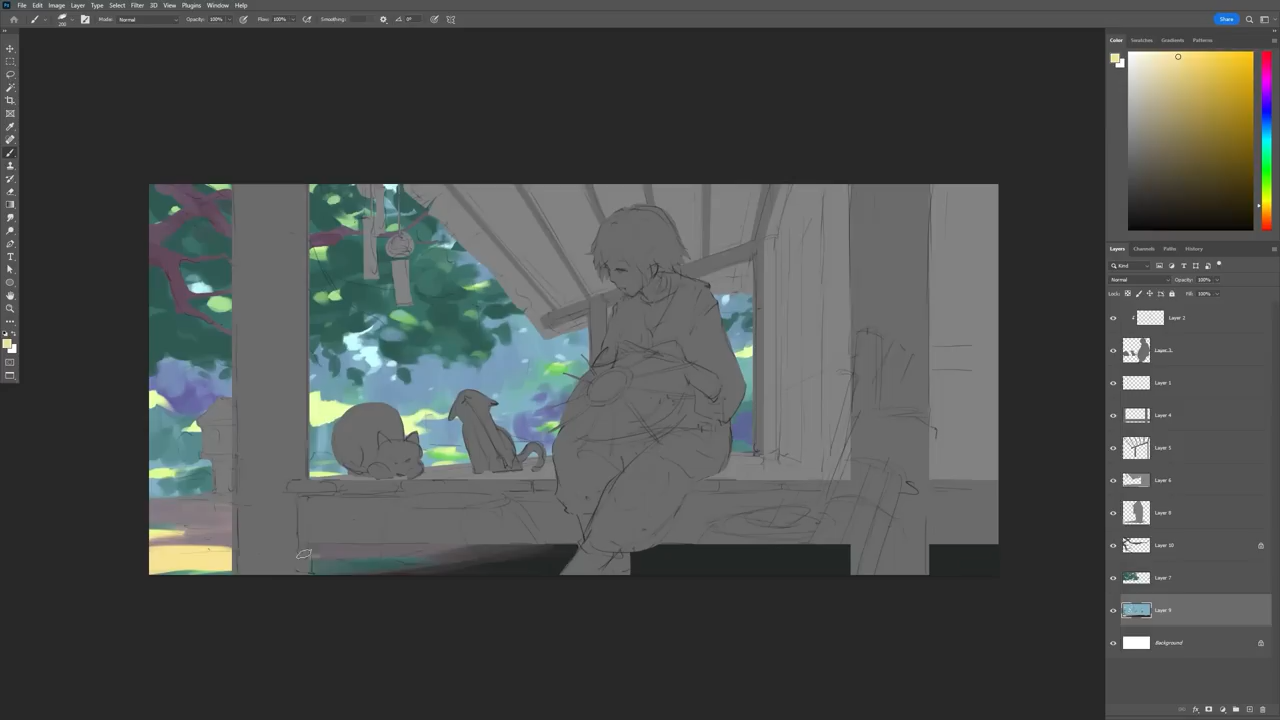 File Edit Image Layer Type Select Filter 3D View Plugins Window Help
Mode: Normal Opacity: 100% Flow: 100% Smoothing: 0° Share
Color Swatches Gradients Patterns
Layers Channels Paths History
Kind
Normal Opacity: 100%
Lock: Fill: 100%
Layer 2
Layer 3
Layer 1
Layer 4
Layer 5
Layer 6
Layer 8
Layer 10
Layer 7
Layer 9
Background